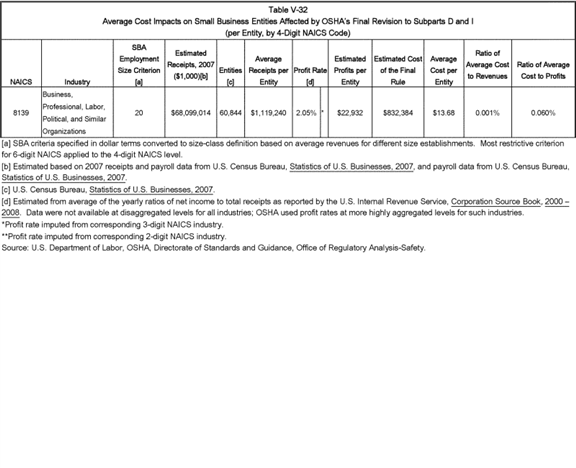 Table V-32
Average Cost Impacts on Small Business Entities Affected by OSHA's Final Revision to Subparts D and I
(per Entity, by 4-Digit NAICS Code)
NAICS
Industry
SBA
Employment
Size Criterion
[a]
Estimated
Receipts, 2007
($1,000)[b]
Entities
[c]
Average
Receipts per
Entity
Profit Rate
[d]
Estimated
Profits per
Entity
Estimated Cost
of the Final
Rule
Average
Cost per
Entity
Ratio of
Average Cost
to Revenues
Ratio of Average
Cost to Profits
8139
Business,
Professional, Labor,
Political, and Similar
Organizations
20
$68,099,014
60,844
$1,119,240
2.05%
*
$22,932
$832,384
$13.68
0.001%
0.060%
[a] SBA criteria specified in dollar terms converted to size-class definition based on average revenues for different size establishments. Most restrictive criterion
for 6-digit NAICS applied to the 4-digit NAICS level.
[b] Estimated based on 2007 receipts and payroll data from U.S. Census Bureau, Statistics of U.S. Businesses, 2007, and payroll data from U.S. Census Bureau,
Statistics of U.S. Businesses, 2007.
[c] U.S. Census Bureau, Statistics of U.S. Businesses, 2007.
[d] Estimated from average of the yearly ratios of net income to total receipts as reported by the U.S. Internal Revenue Service, Corporation Source Book, 2000 –
2008. Data were not available at disaggregated levels for all industries; OSHA used profit rates at more highly aggregated levels for such industries.
*Profit rate imputed from corresponding 3-digit NAICS industry.
**Profit rate imputed from corresponding 2-digit NAICS industry.
Source: U.S. Department of Labor, OSHA, Directorate of Standards and Guidance, Office of Regulatory Analysis-Safety.